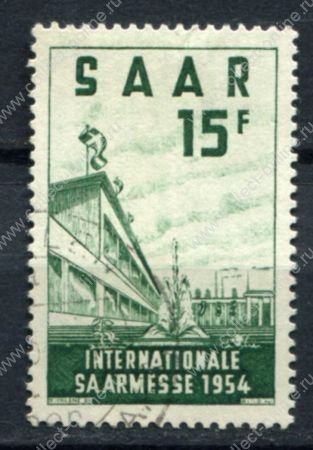 SAAR
15F
INTERNATIONALE
SAARMESSE 1954